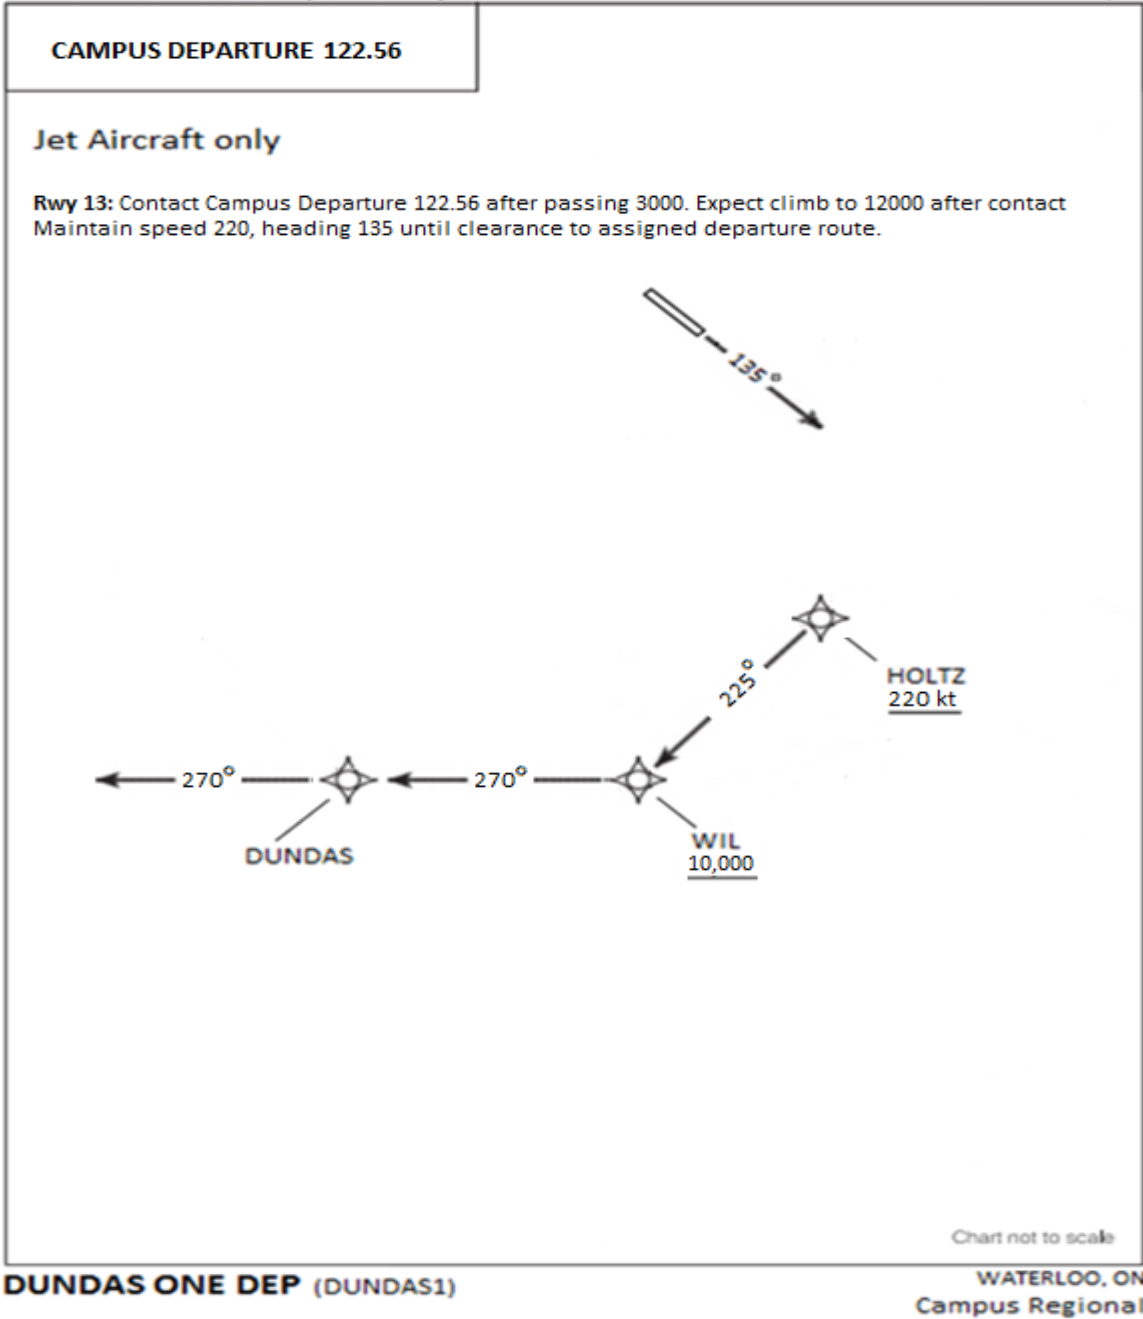 CAMPUS DEPARTURE 122.56
Jet Aircraft only
Rwy 13: Contact Campus Departure 122.56 after passing 3000. Expect climb to 12000 after contact
Maintain speed 220, heading 135 until clearance to assigned departure route.
135°
HOLTZ
220 kt
225°
270°
270°
DUNDAS
WIL
10,000
Chart not to scale
DUNDAS ONE DEP (DUNDAS1)
WATERLOO, ON
Campus Regional